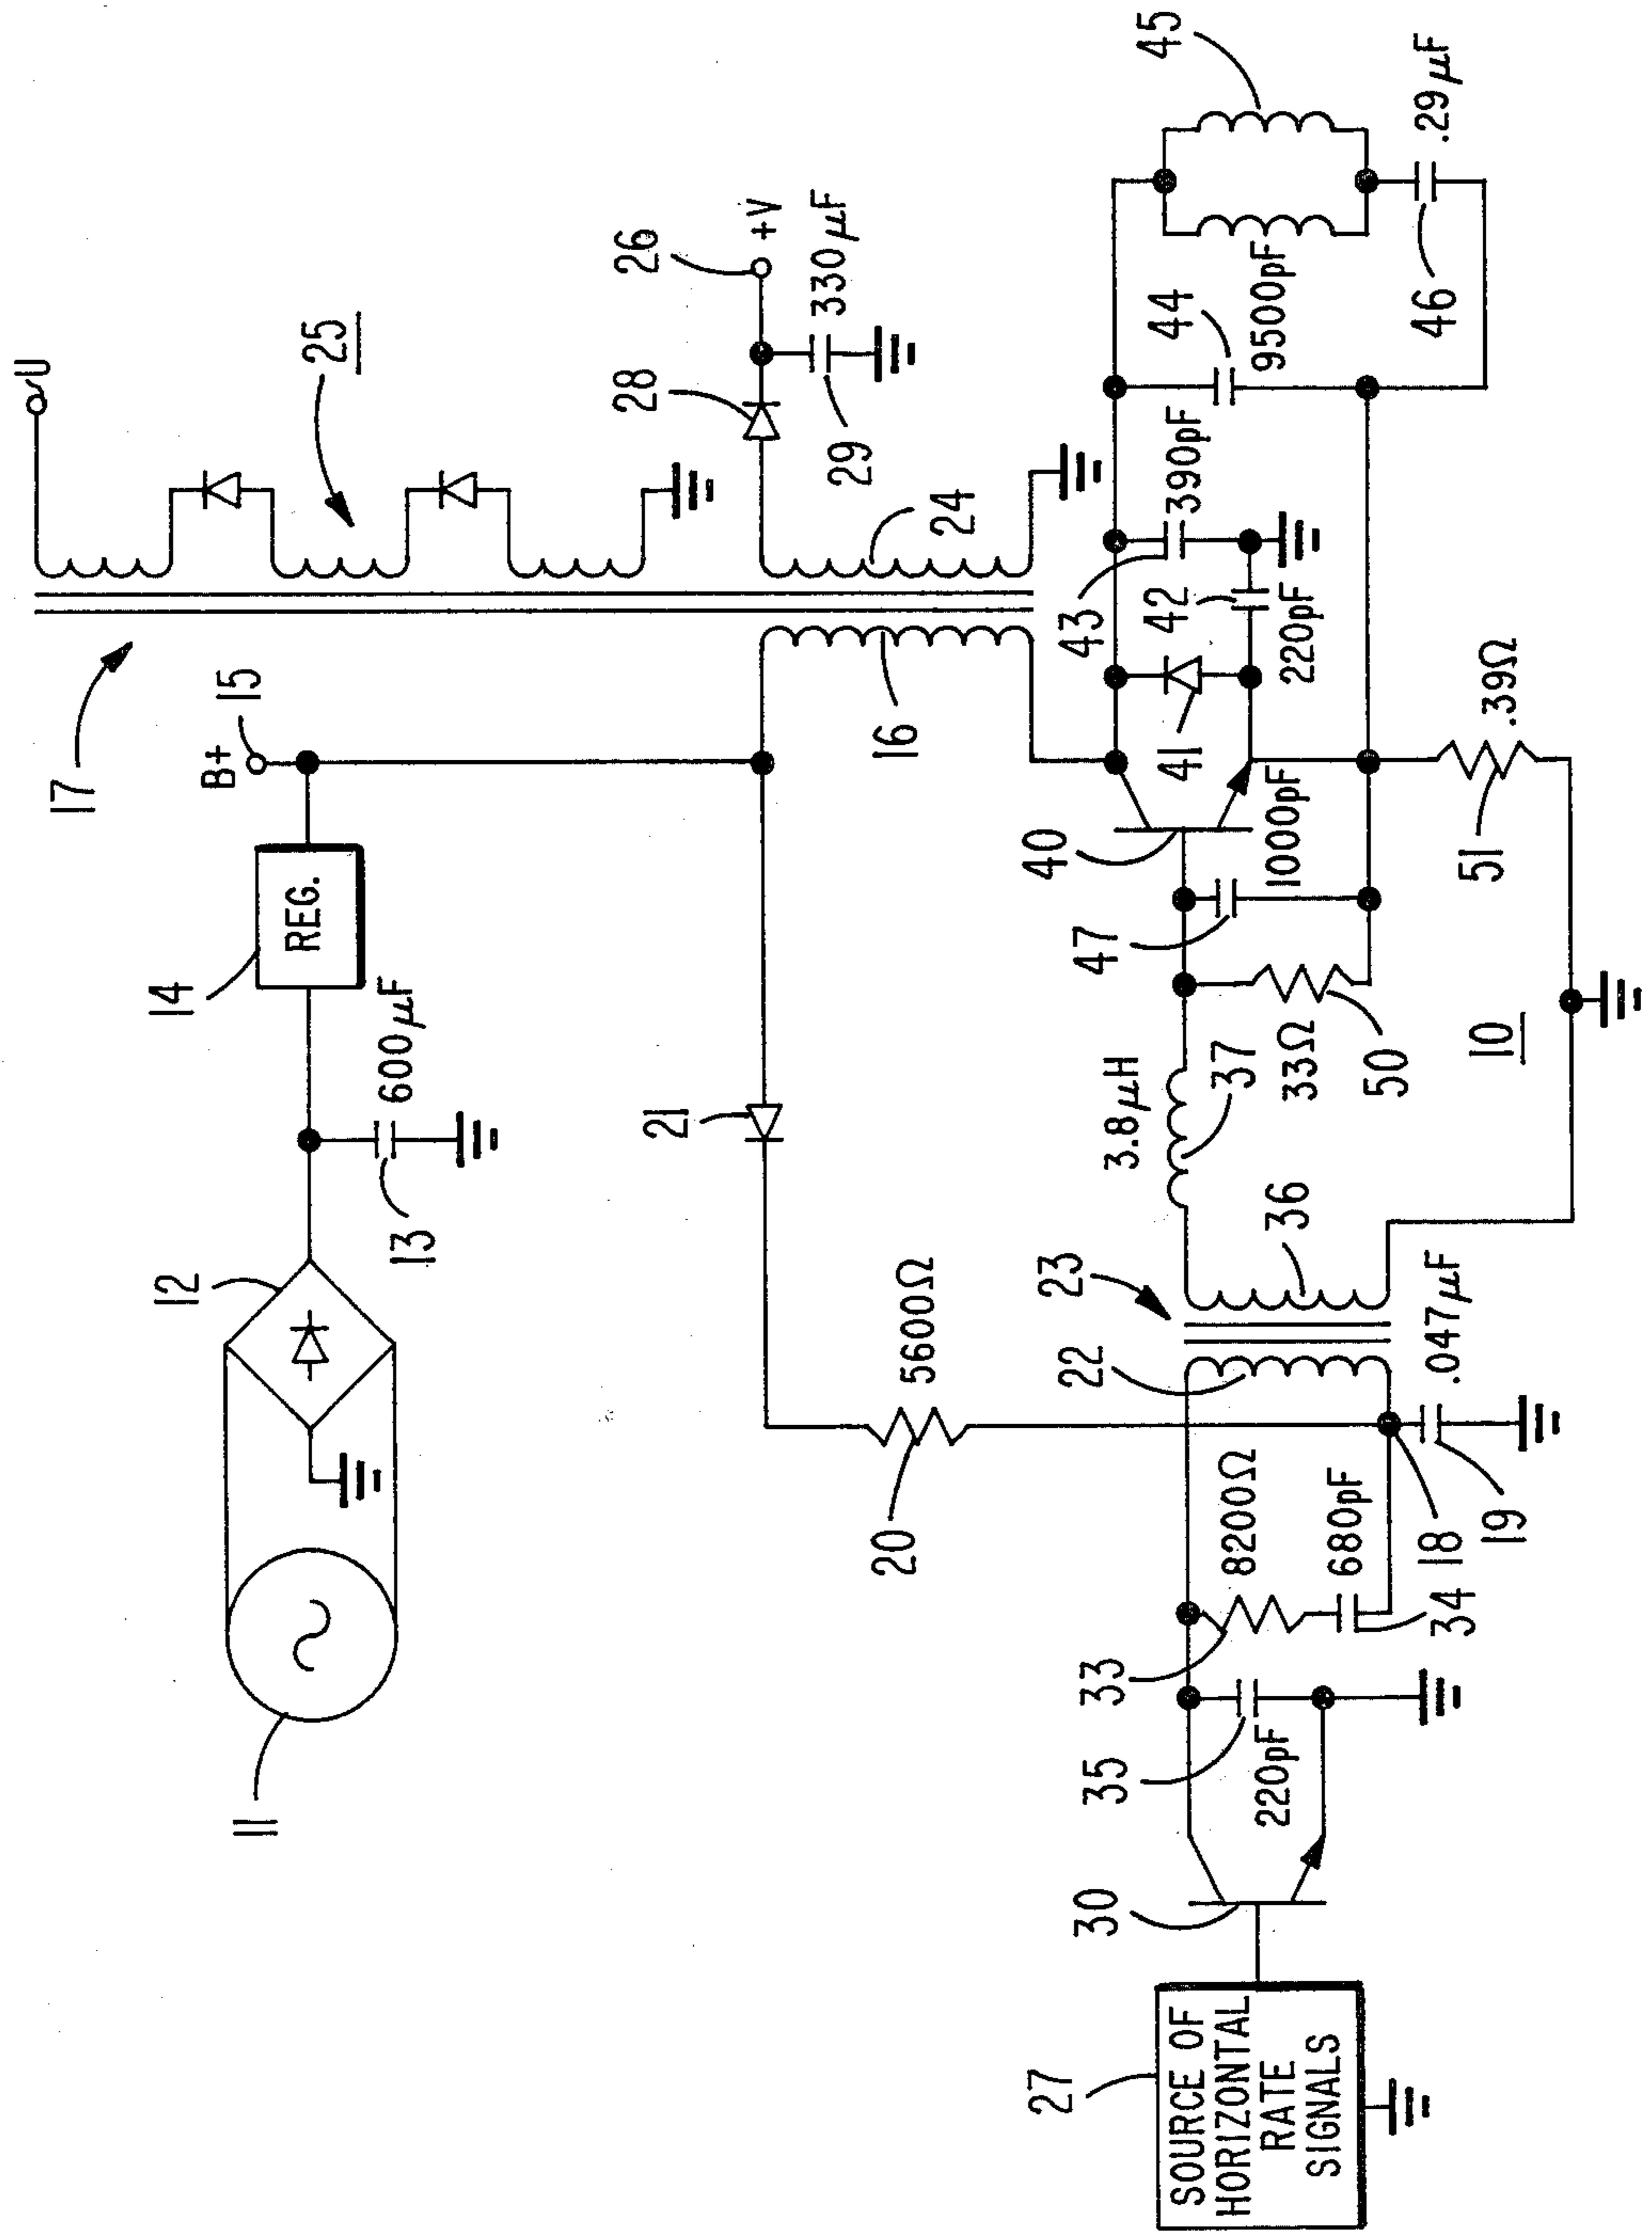 17
B+
15
14
REG.
600µF
13
12
11
U
25
26
+V
28
330µF
29
24
16
21
5600Ω
20
23
22
36
3.8µH
37
33Ω
50
10
47
1000pF
40
41
43
42
220pF
390pF
44
9500pF
45
46
.29µF
51
.39Ω
8200Ω
680pF
33
34
18
19
.047µF
35
220pF
30
27
SOURCE OF
HORIZONTAL
RATE
SIGNALS